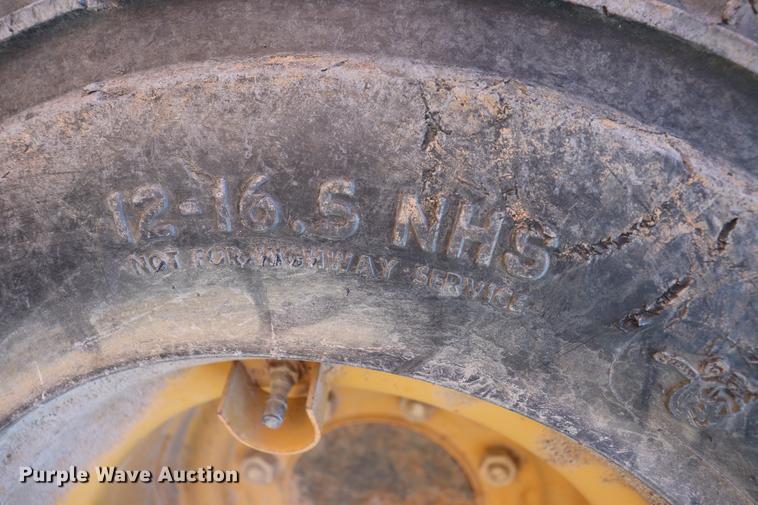 12-16.5 NHS
NOT FOR HIGHWAY SERVICE
Purple Wave Auction